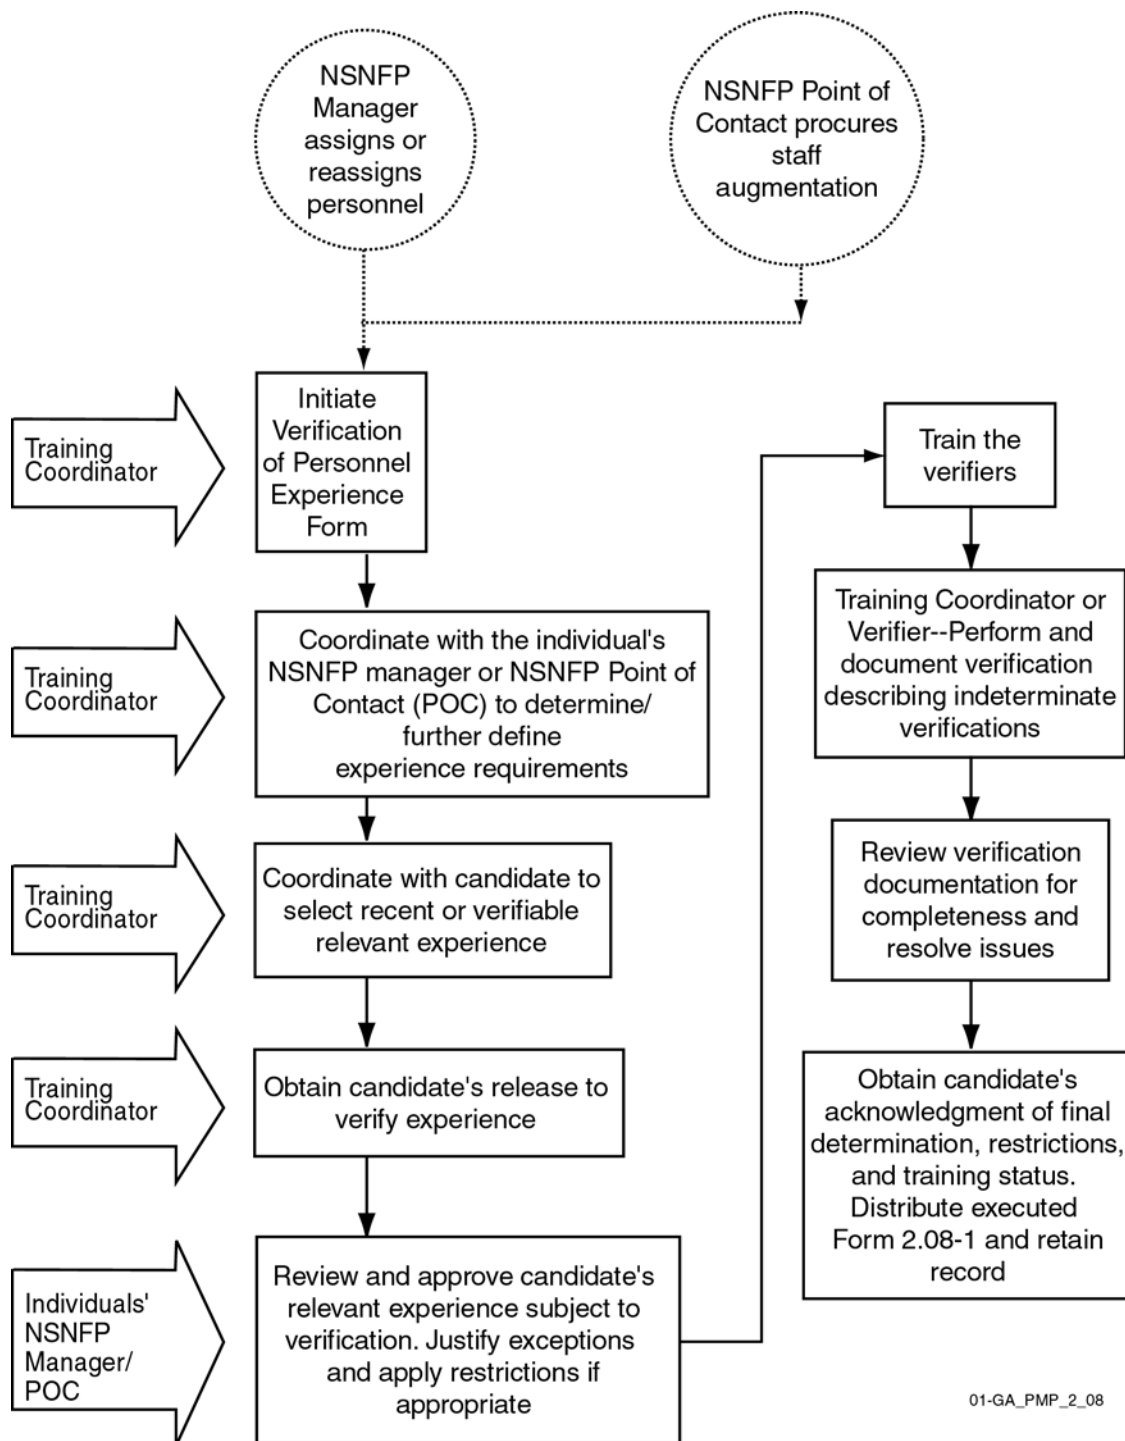 NSNFP
Manager
assigns or
reassigns
personnel
NSNFP Point of
Contact procures
staff
augmentation
Training
Coordinator
Initiate
Verification
of Personnel
Experience
Form
Training
Coordinator
Coordinate with the individual's
NSNFP manager or NSNFP Point of
Contact (POC) to determine/
further define
experience requirements
Training
Coordinator
Coordinate with candidate to
select recent or verifiable
relevant experience
Training
Coordinator
Obtain candidate's release to
verify experience
Individuals'
NSNFP
Manager/
POC
Review and approve candidate's
relevant experience subject to
verification. Justify exceptions
and apply restrictions if
appropriate
Train the
verifiers
Training Coordinator or
Verifier--Perform and
document verification
describing indeterminate
verifications
Review verification
documentation for
completeness and
resolve issues
Obtain candidate's
acknowledgment of final
determination, restrictions,
and training status.
Distribute executed
Form 2.08-1 and retain
record
01-GA_PMP_2_08